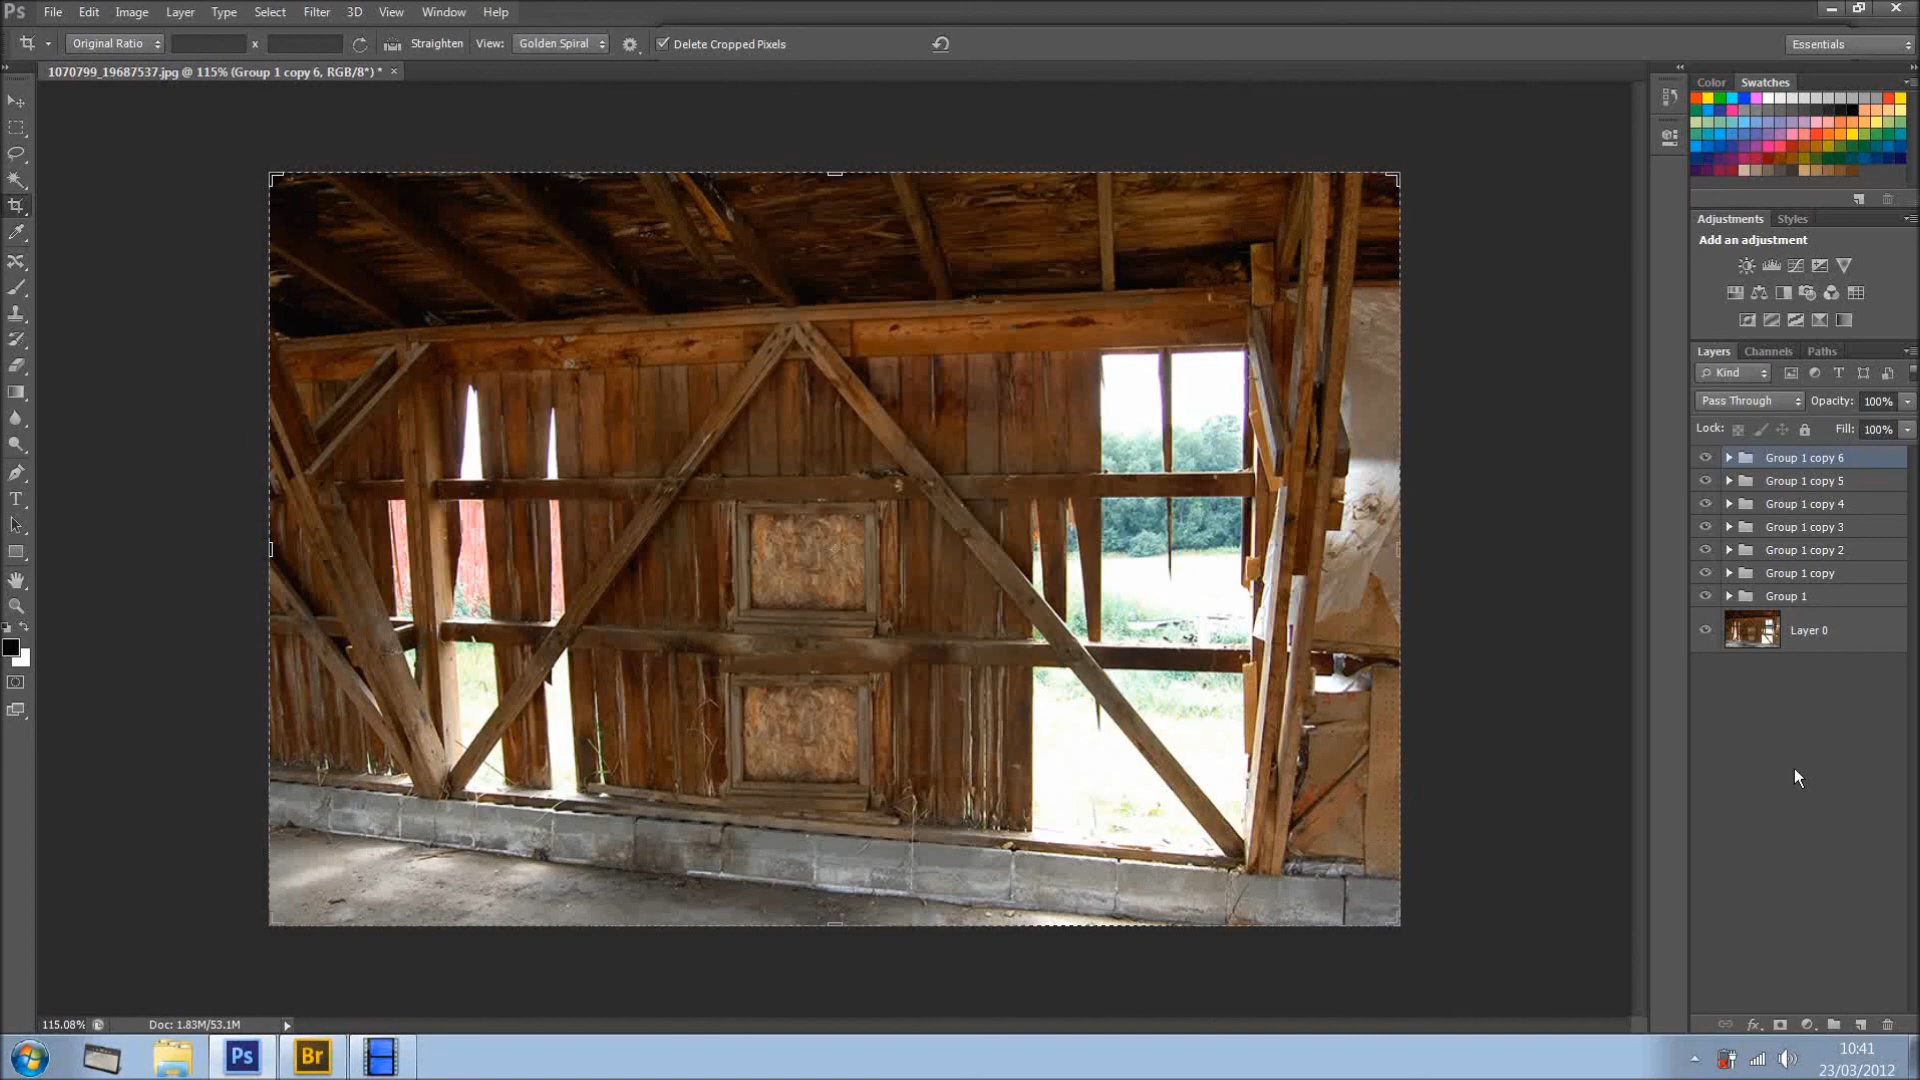 Ps File Edit Image Layer Type Select Filter 3D View Window Help
Original Ratio x Straighten View: Golden Spiral Delete Cropped Pixels Essentials
1070799_19687537.jpg @ 115% (Group 1 copy 6, RGB/8*) * ×
Color Swatches
Adjustments Styles
Add an adjustment
Layers Channels Paths
Kind
Pass Through Opacity: 100%
Lock: Fill: 100%
Group 1 copy 6
Group 1 copy 5
Group 1 copy 4
Group 1 copy 3
Group 1 copy 2
Group 1 copy
Group 1
Layer 0
115.08% Doc: 1.83M/53.1M
Ps Br
10:41
23/03/2012